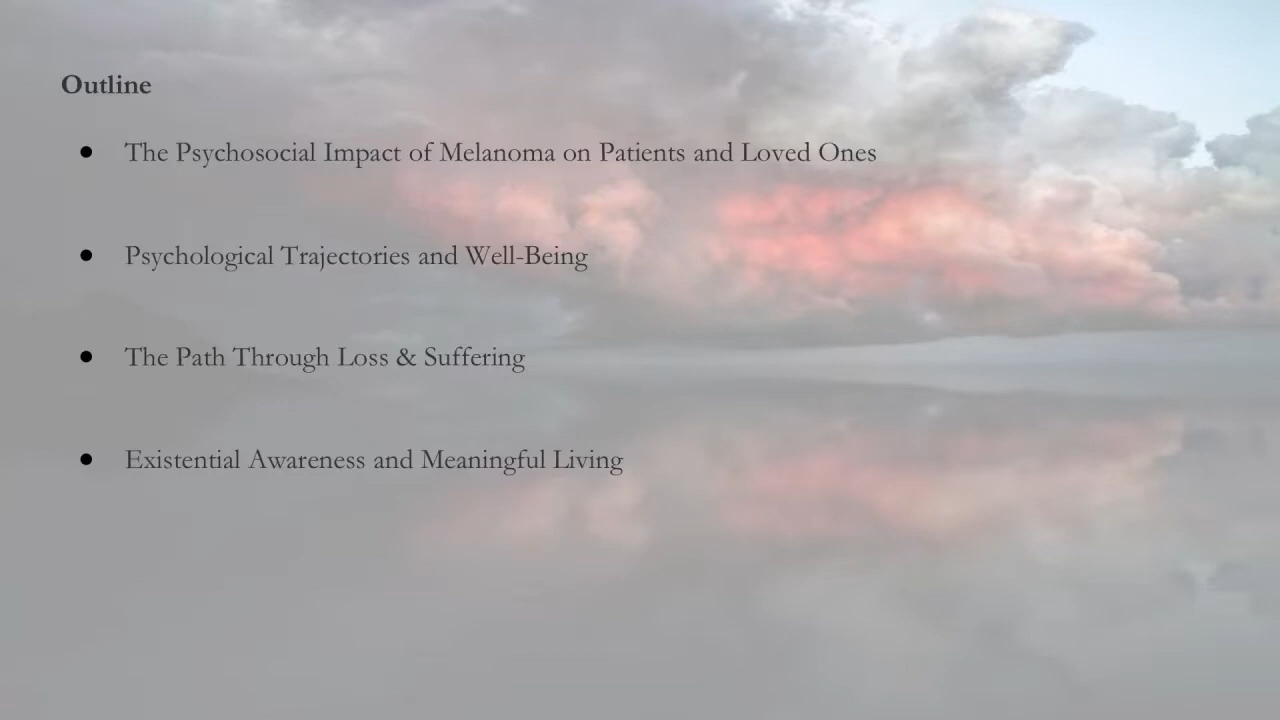 Outline
● The Psychosocial Impact of Melanoma on Patients and Loved Ones
● Psychological Trajectories and Well-Being
● The Path Through Loss & Suffering
● Existential Awareness and Meaningful Living